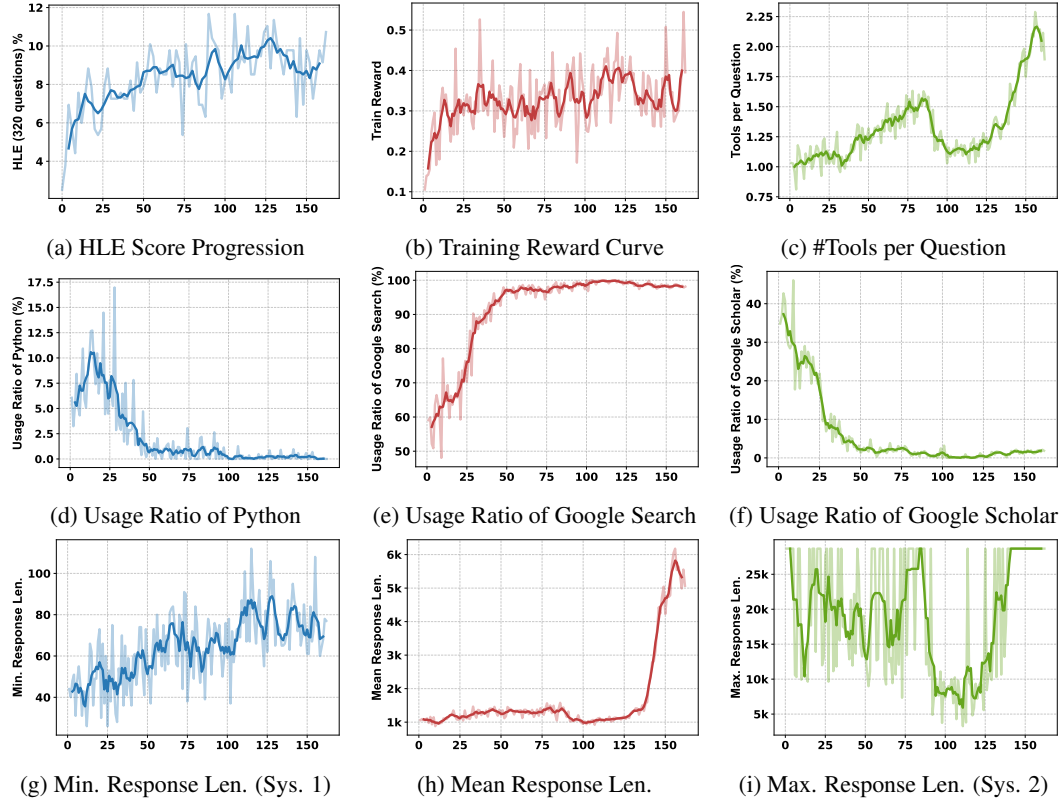 HLE (320 questions) %
12
10
8
6
4
0 25 50 75 100 125 150
(a) HLE Score Progression
Train Reward
0.5
0.4
0.3
0.2
0.1
0 25 50 75 100 125 150
(b) Training Reward Curve
Tools per Question
2.25
2.00
1.75
1.50
1.25
1.00
0.75
0 25 50 75 100 125 150
(c) #Tools per Question
Usage Ratio of Python (%)
17.5
15.0
12.5
10.0
7.5
5.0
2.5
0.0
0 25 50 75 100 125 150
(d) Usage Ratio of Python
Usage Ratio of Google Search (%)
100
90
80
70
60
50
0 25 50 75 100 125 150
(e) Usage Ratio of Google Search
Usage Ratio of Google Scholar (%)
40
30
20
10
0
0 25 50 75 100 125 150
(f) Usage Ratio of Google Scholar
Min. Response Len.
100
80
60
40
0 25 50 75 100 125 150
(g) Min. Response Len. (Sys. 1)
Mean Response Len.
6k
5k
4k
3k
2k
1k
0 25 50 75 100 125 150
(h) Mean Response Len.
Max. Response Len.
25k
20k
15k
10k
5k
0 25 50 75 100 125 150
(i) Max. Response Len. (Sys. 2)